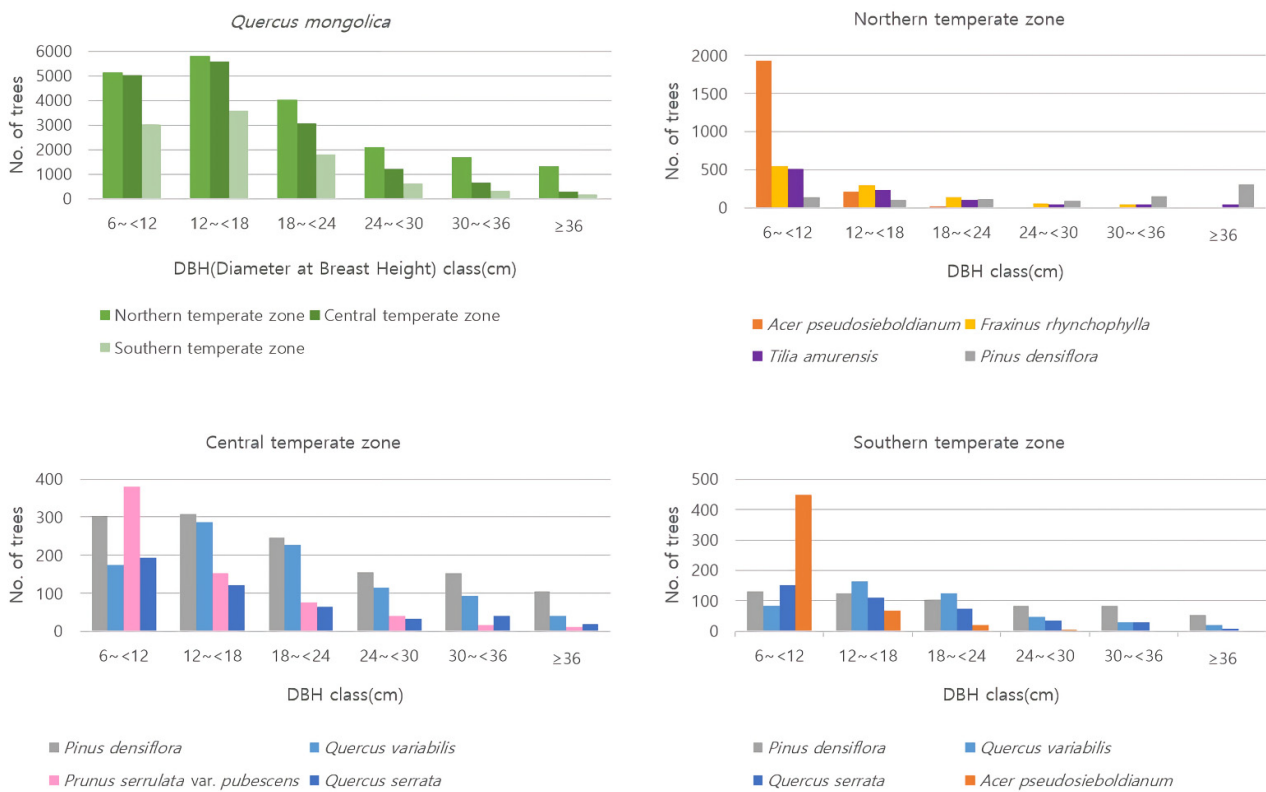 Quercus mongolica
No. of trees
6000
5000
4000
3000
2000
1000
0
6~<12 12~<18 18~<24 24~<30 30~<36 ≥36
DBH(Diameter at Breast Height) class(cm)
Northern temperate zone Central temperate zone
Southern temperate zone
Northern temperate zone
No. of trees
2000
1500
1000
500
0
6~<12 12~<18 18~<24 24~<30 30~<36 ≥36
DBH class(cm)
Acer pseudosieboldianum Fraxinus rhynchophylla
Tilia amurensis Pinus densiflora
Central temperate zone
No. of trees
400
300
200
100
0
6~<12 12~<18 18~<24 24~<30 30~<36 ≥36
DBH class(cm)
Pinus densiflora Quercus variabilis
Prunus serrulata var. pubescens Quercus serrata
Southern temperate zone
No. of trees
500
400
300
200
100
0
6~<12 12~<18 18~<24 24~<30 30~<36 ≥36
DBH class(cm)
Pinus densiflora Quercus variabilis
Quercus serrata Acer pseudosieboldianum